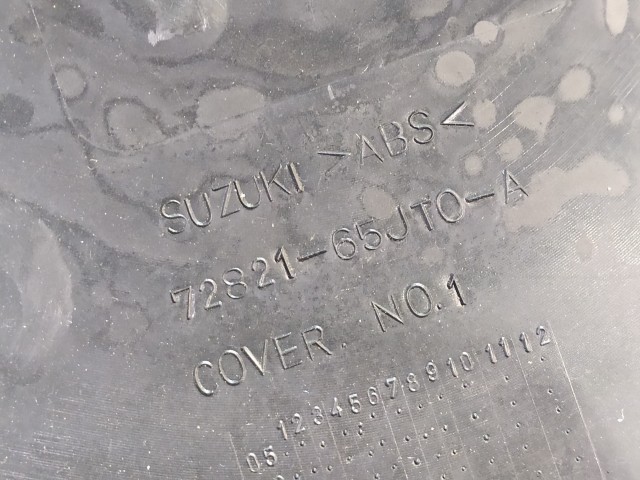 SUZUKI >ABS<
72821-65JT0-A
COVER. NO.1
1 2 3 4 5 6 7 8 9 10 11 12
05